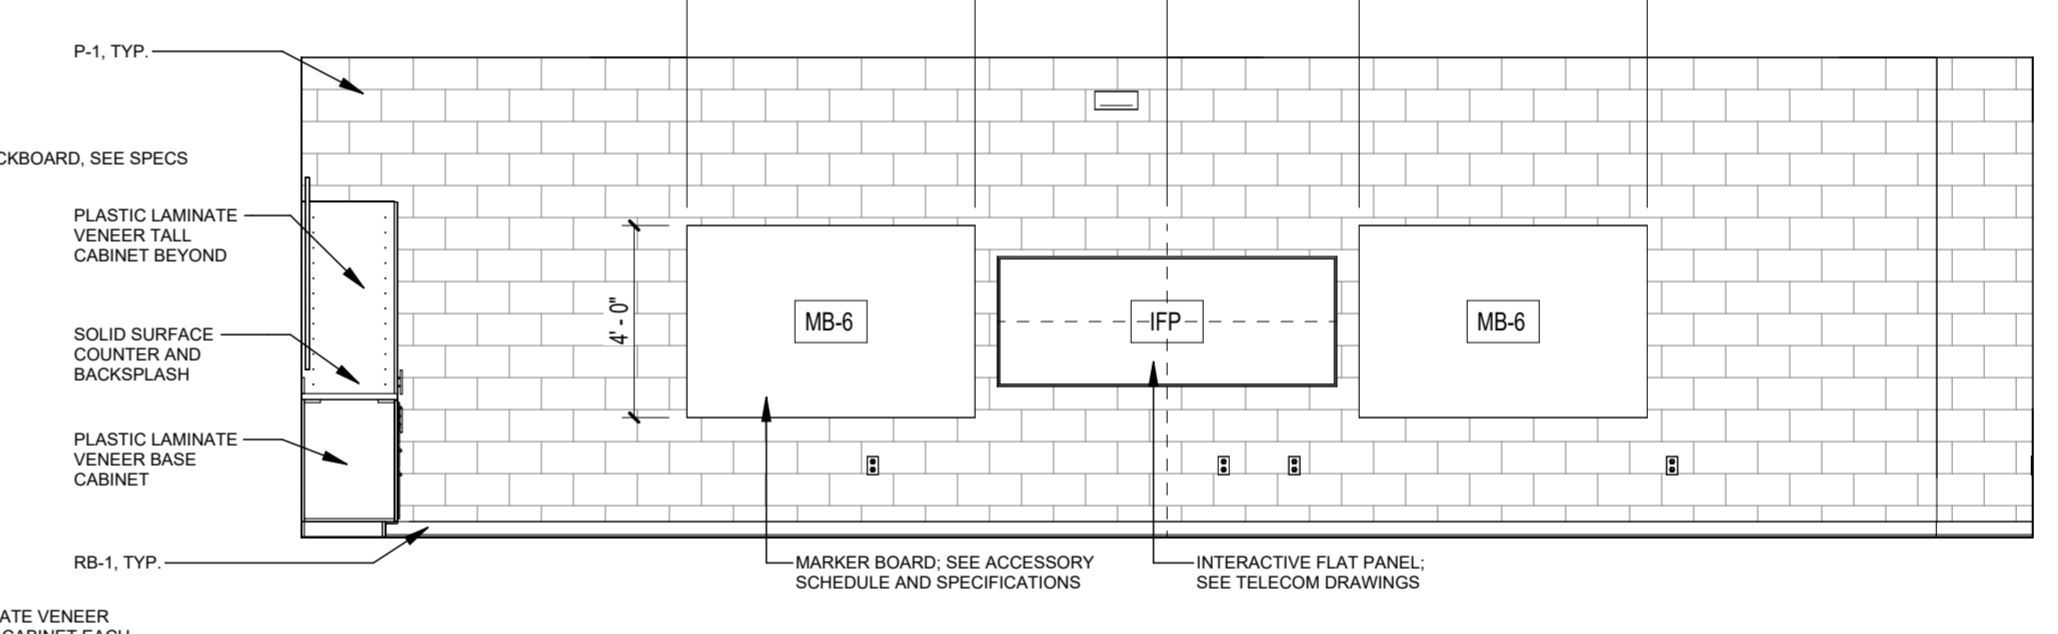 P-1, TYP.
CKBOARD, SEE SPECS
PLASTIC LAMINATE
VENEER TALL
CABINET BEYOND
SOLID SURFACE
COUNTER AND
BACKSPLASH
PLASTIC LAMINATE
VENEER BASE
CABINET
RB-1, TYP.
4' - 0"
MB-6
IFP
MB-6
MARKER BOARD; SEE ACCESSORY
SCHEDULE AND SPECIFICATIONS
INTERACTIVE FLAT PANEL;
SEE TELECOM DRAWINGS
ATE VENEER
CABINET EACH